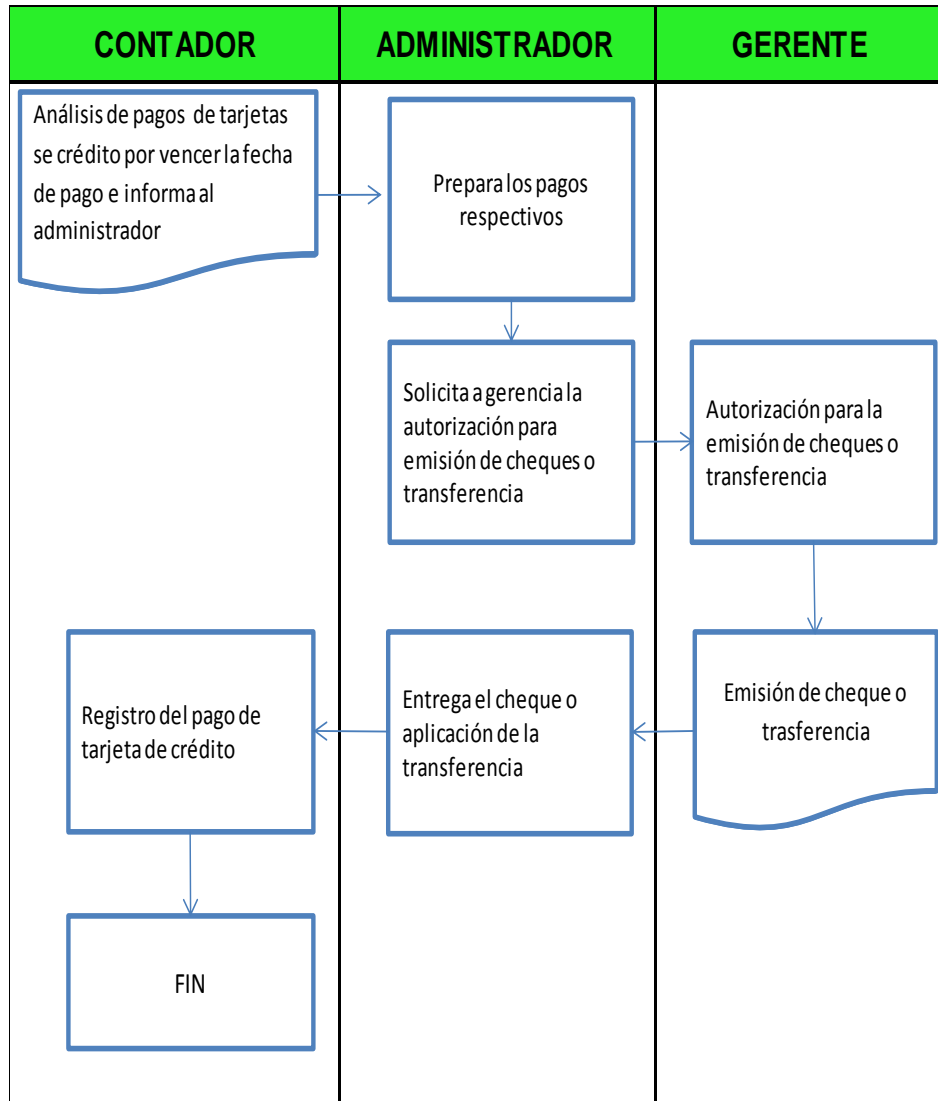 CONTADOR
ADMINISTRADOR
GERENTE
Análisis de pagos de tarjetas
se crédito por vencer la fecha
de pago e informa al
administrador
Prepara los pagos
respectivos
Solicita a gerencia la
autorización para
emisión de cheques o
transferencia
Autorización para la
emisión de cheques o
transferencia
Emisión de cheque o
trasferencia
Entrega el cheque o
aplicación de la
transferencia
Registro del pago de
tarjeta de crédito
FIN